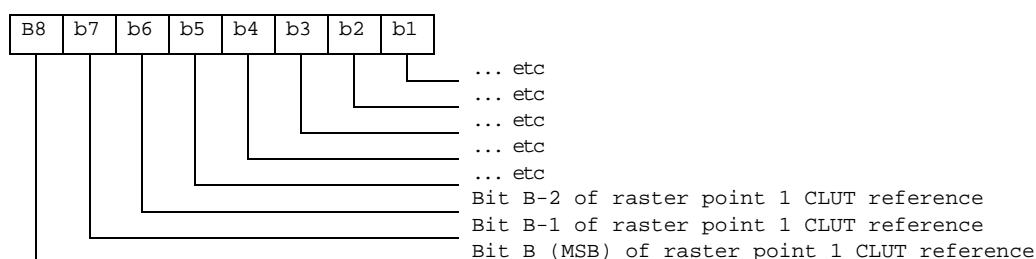 B8 b7 b6 b5 b4 b3 b2 b1
... etc
... etc
... etc
... etc
... etc
Bit B-2 of raster point 1 CLUT reference
Bit B-1 of raster point 1 CLUT reference
Bit B (MSB) of raster point 1 CLUT reference